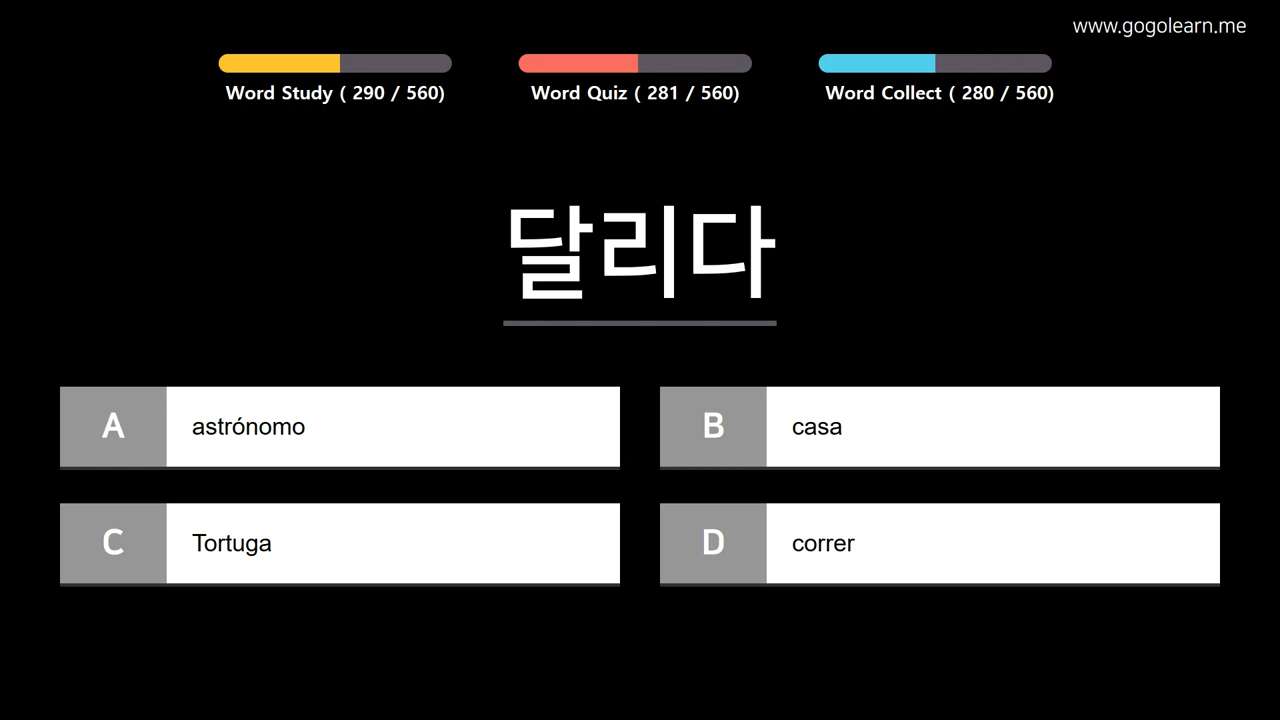 www.gogolearn.me
Word Study ( 290 / 560)
Word Quiz ( 281 / 560)
Word Collect ( 280 / 560)
달리다
A astrónomo
B casa
C Tortuga
D correr